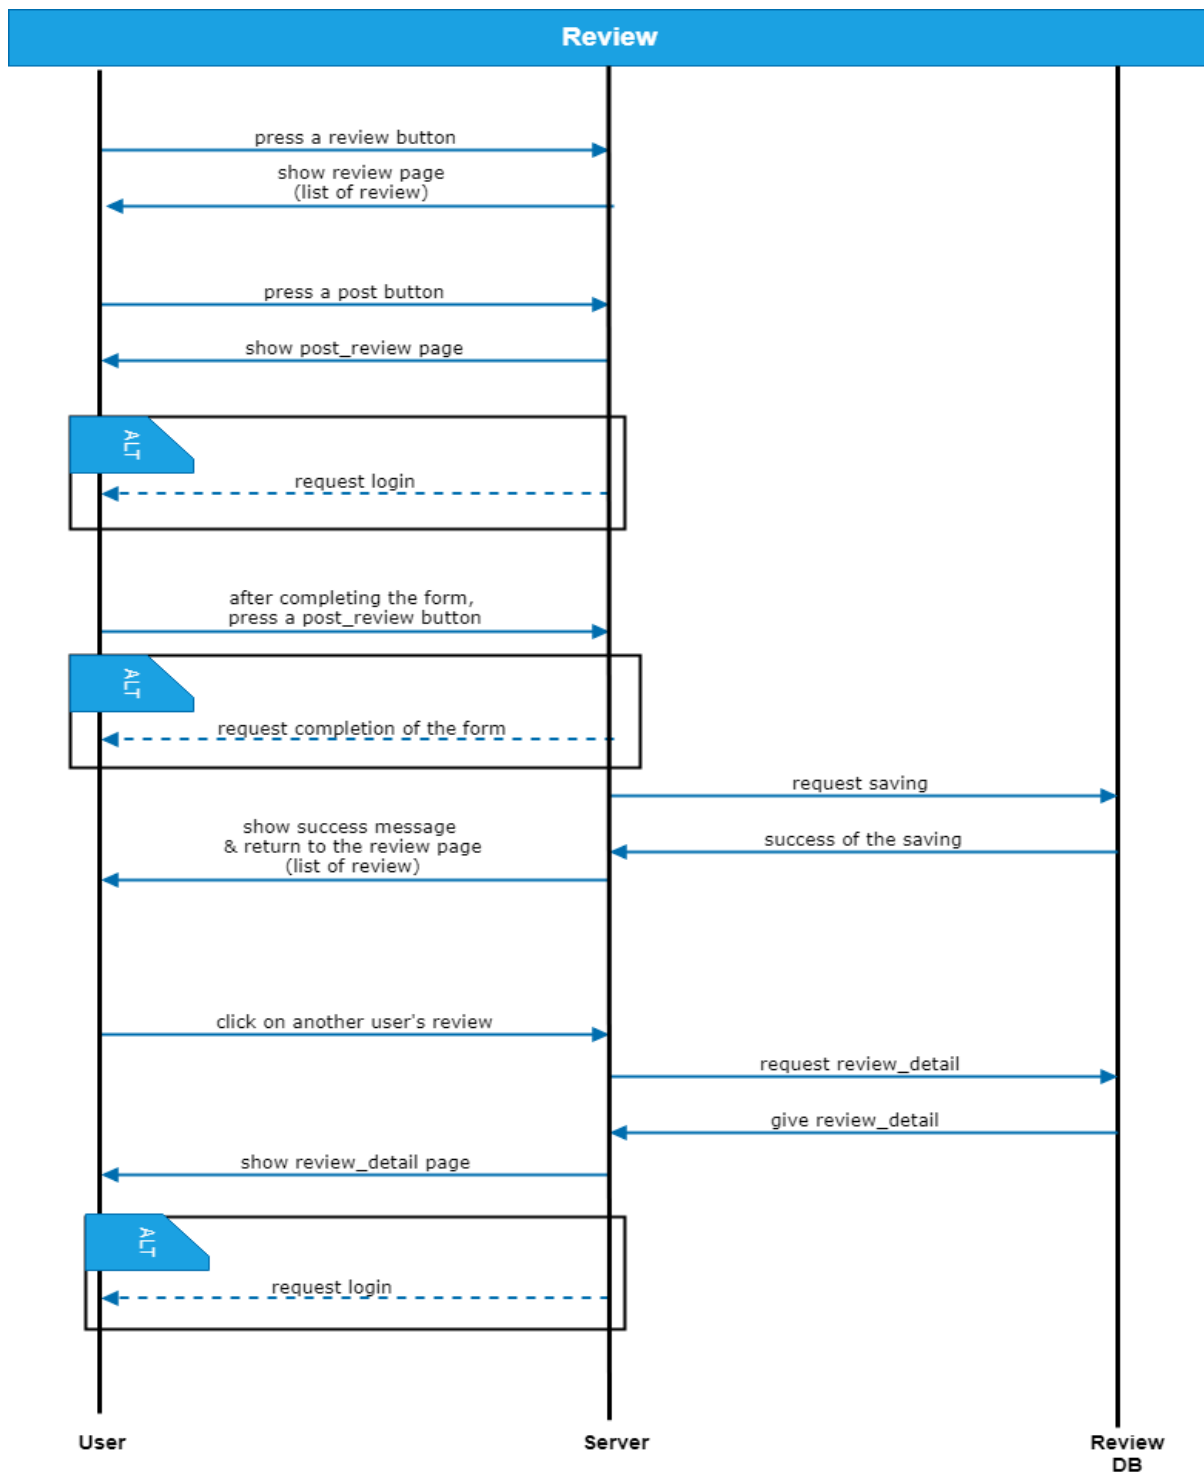 Review
press a review button
show review page
(list of review)
press a post button
show post_review page
ALT
request login
after completing the form,
press a post_review button
ALT
request completion of the form
request saving
show success message
& return to the review page
(list of review)
success of the saving
click on another user's review
request review_detail
give review_detail
show review_detail page
ALT
request login
User
Server
Review
DB